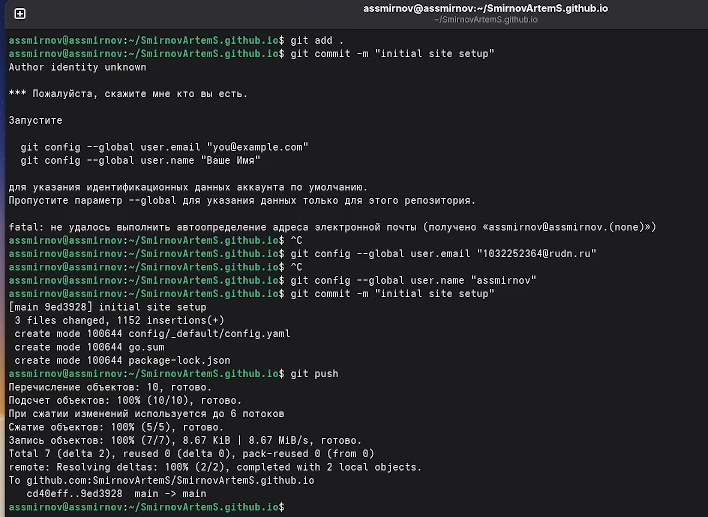 assmirnov@assmirnov:~/SmirnovArtemS.github.io
~/SmirnovArtemS.github.io
assmirnov@assmirnov:~/SmirnovArtemS.github.io$ git add .
assmirnov@assmirnov:~/SmirnovArtemS.github.io$ git commit -m "initial site setup"
Author identity unknown
*** Пожалуйста, скажите мне кто вы есть.
Запустите
git config --global user.email "you@example.com"
git config --global user.name "Ваше Имя"
для указания идентификационных данных аккаунта по умолчанию.
Пропустите параметр --global для указания данных только для этого репозитория.
fatal: не удалось выполнить автоопределение адреса электронной почты (получено «assmirnov@assmirnov.(none)»)
assmirnov@assmirnov:~/SmirnovArtemS.github.io$ ^C
assmirnov@assmirnov:~/SmirnovArtemS.github.io$ git config --global user.email "1032252364@rudn.ru"
assmirnov@assmirnov:~/SmirnovArtemS.github.io$ ^C
assmirnov@assmirnov:~/SmirnovArtemS.github.io$ git config --global user.name "assmirnov"
assmirnov@assmirnov:~/SmirnovArtemS.github.io$ git commit -m "initial site setup"
[main 9ed3928] initial site setup
3 files changed, 1152 insertions(+)
create mode 100644 config/_default/config.yaml
create mode 100644 go.sum
create mode 100644 package-lock.json
assmirnov@assmirnov:~/SmirnovArtemS.github.io$ git push
Перечисление объектов: 10, готово.
Подсчет объектов: 100% (10/10), готово.
При сжатии изменений используется до 6 потоков
Сжатие объектов: 100% (5/5), готово.
Запись объектов: 100% (7/7), 8.67 KiB | 8.67 MiB/s, готово.
Total 7 (delta 2), reused 0 (delta 0), pack-reused 0 (from 0)
remote: Resolving deltas: 100% (2/2), completed with 2 local objects.
To github.com:SmirnovArtemS/SmirnovArtemS.github.io
cd40eff..9ed3928  main -> main
assmirnov@assmirnov:~/SmirnovArtemS.github.io$